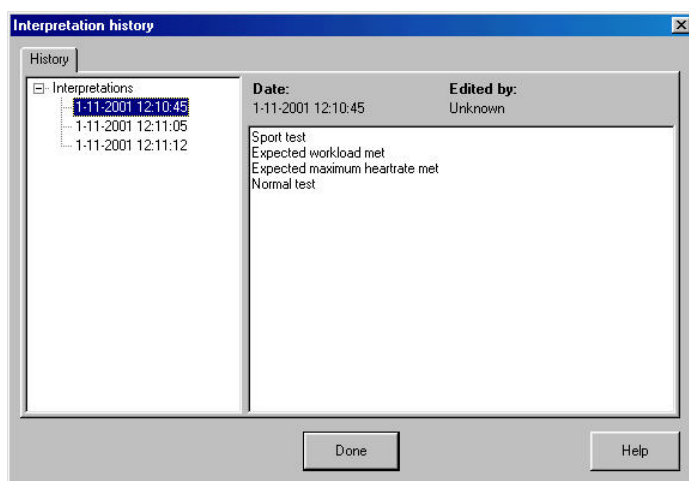 Interpretation history
History
Interpretations
1-11-2001 12:10:45
1-11-2001 12:11:05
1-11-2001 12:11:12
Date: Edited by:
1-11-2001 12:10:45 Unknown
Sport test
Expected workload met
Expected maximum heartrate met
Normal test
Done Help